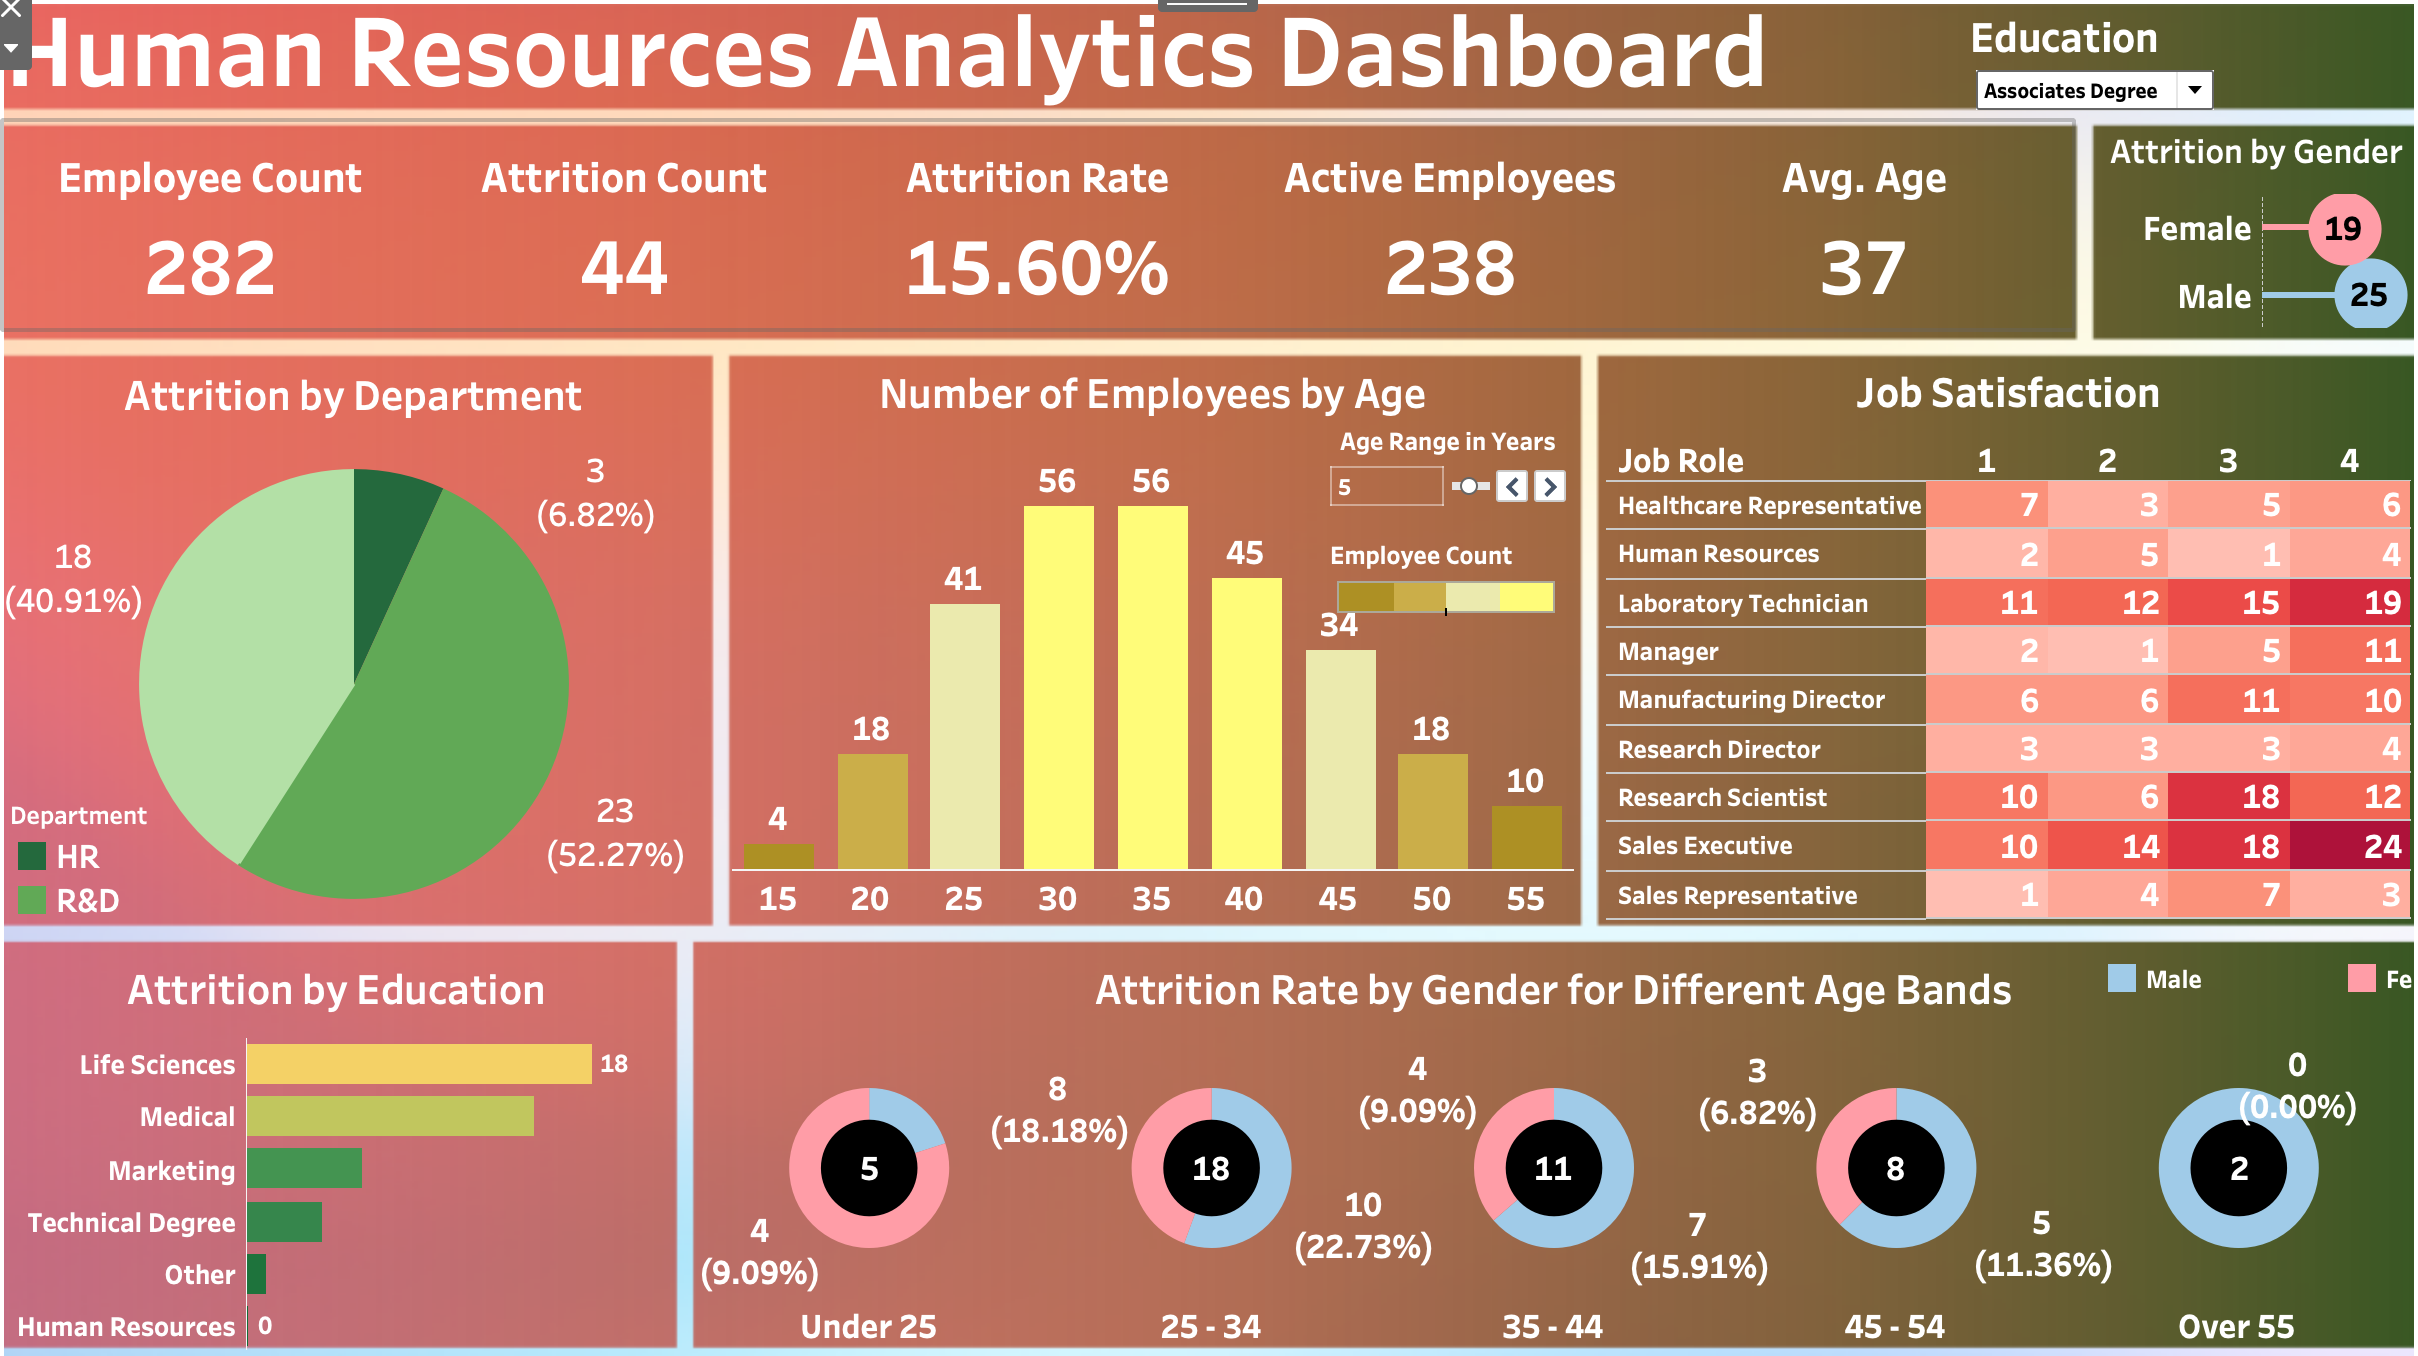 Human Resources Analytics Dashboard
Education
Associates Degree
Employee Count
282
Attrition Count
44
Attrition Rate
15.60%
Active Employees
238
Avg. Age
37
Attrition by Gender
Female 19
Male 25
Attrition by Department
3
(6.82%)
18
(40.91%)
23
(52.27%)
Department
HR
R&D
Number of Employees by Age
Age Range in Years
5
Employee Count
4 18 41 56 56 45 34 18 10
15 20 25 30 35 40 45 50 55
Job Satisfaction
Job Role 1 2 3 4
Healthcare Representative 7 3 5 6
Human Resources 2 5 1 4
Laboratory Technician 11 12 15 19
Manager 2 1 5 11
Manufacturing Director 6 6 11 10
Research Director 3 3 3 4
Research Scientist 10 6 18 12
Sales Executive 10 14 18 24
Sales Representative 1 4 7 3
Attrition by Education
Life Sciences 18
Medical
Marketing
Technical Degree
Other
Human Resources 0
Attrition Rate by Gender for Different Age Bands
Male
Fe
5
4
(9.09%)
Under 25
8
(18.18%)
18
10
(22.73%)
25 - 34
4
(9.09%)
11
7
(15.91%)
35 - 44
3
(6.82%)
8
5
(11.36%)
45 - 54
0
(0.00%)
2
Over 55